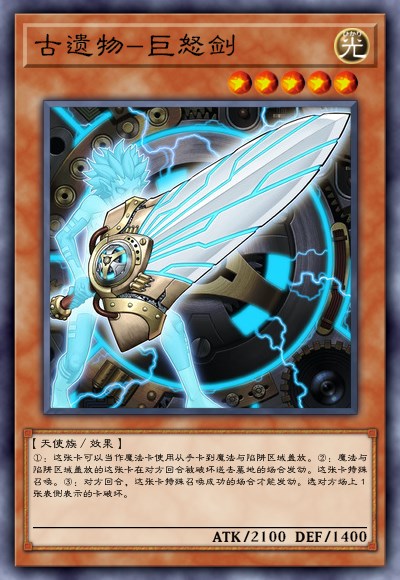 古遗物-巨怒剑
光
【天使族／效果】
①：这张卡可以当作魔法卡使用从手卡到魔法与陷阱区域盖放。②：魔法与
陷阱区域盖放的这张卡在对方回合被破坏送去墓地的场合发动。这张卡特殊
召唤。③：对方回合，这张卡特殊召唤成功的场合才能发动。选对方场上1
张表侧表示的卡破坏。
ATK/2100 DEF/1400